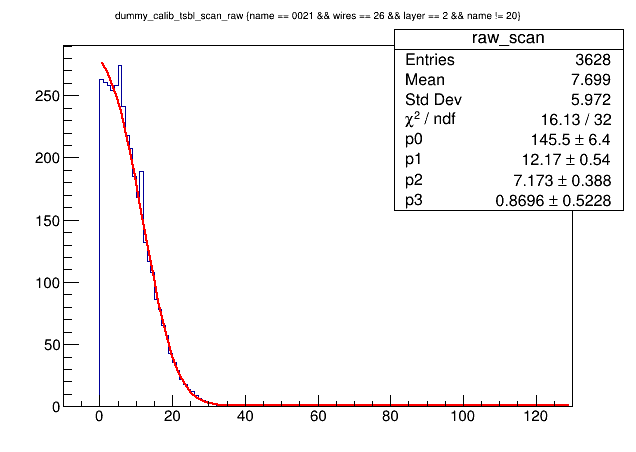 dummy_calib_tsbl_scan_raw {name == 0021 && wires == 26 && layer == 2 && name != 20}
raw_scan
Entries 3628
Mean 7.699
Std Dev 5.972
χ² / ndf 16.13 / 32
p0 145.5 ± 6.4
p1 12.17 ± 0.54
p2 7.173 ± 0.388
p3 0.8696 ± 0.5228
250
200
150
100
50
0
0 20 40 60 80 100 120